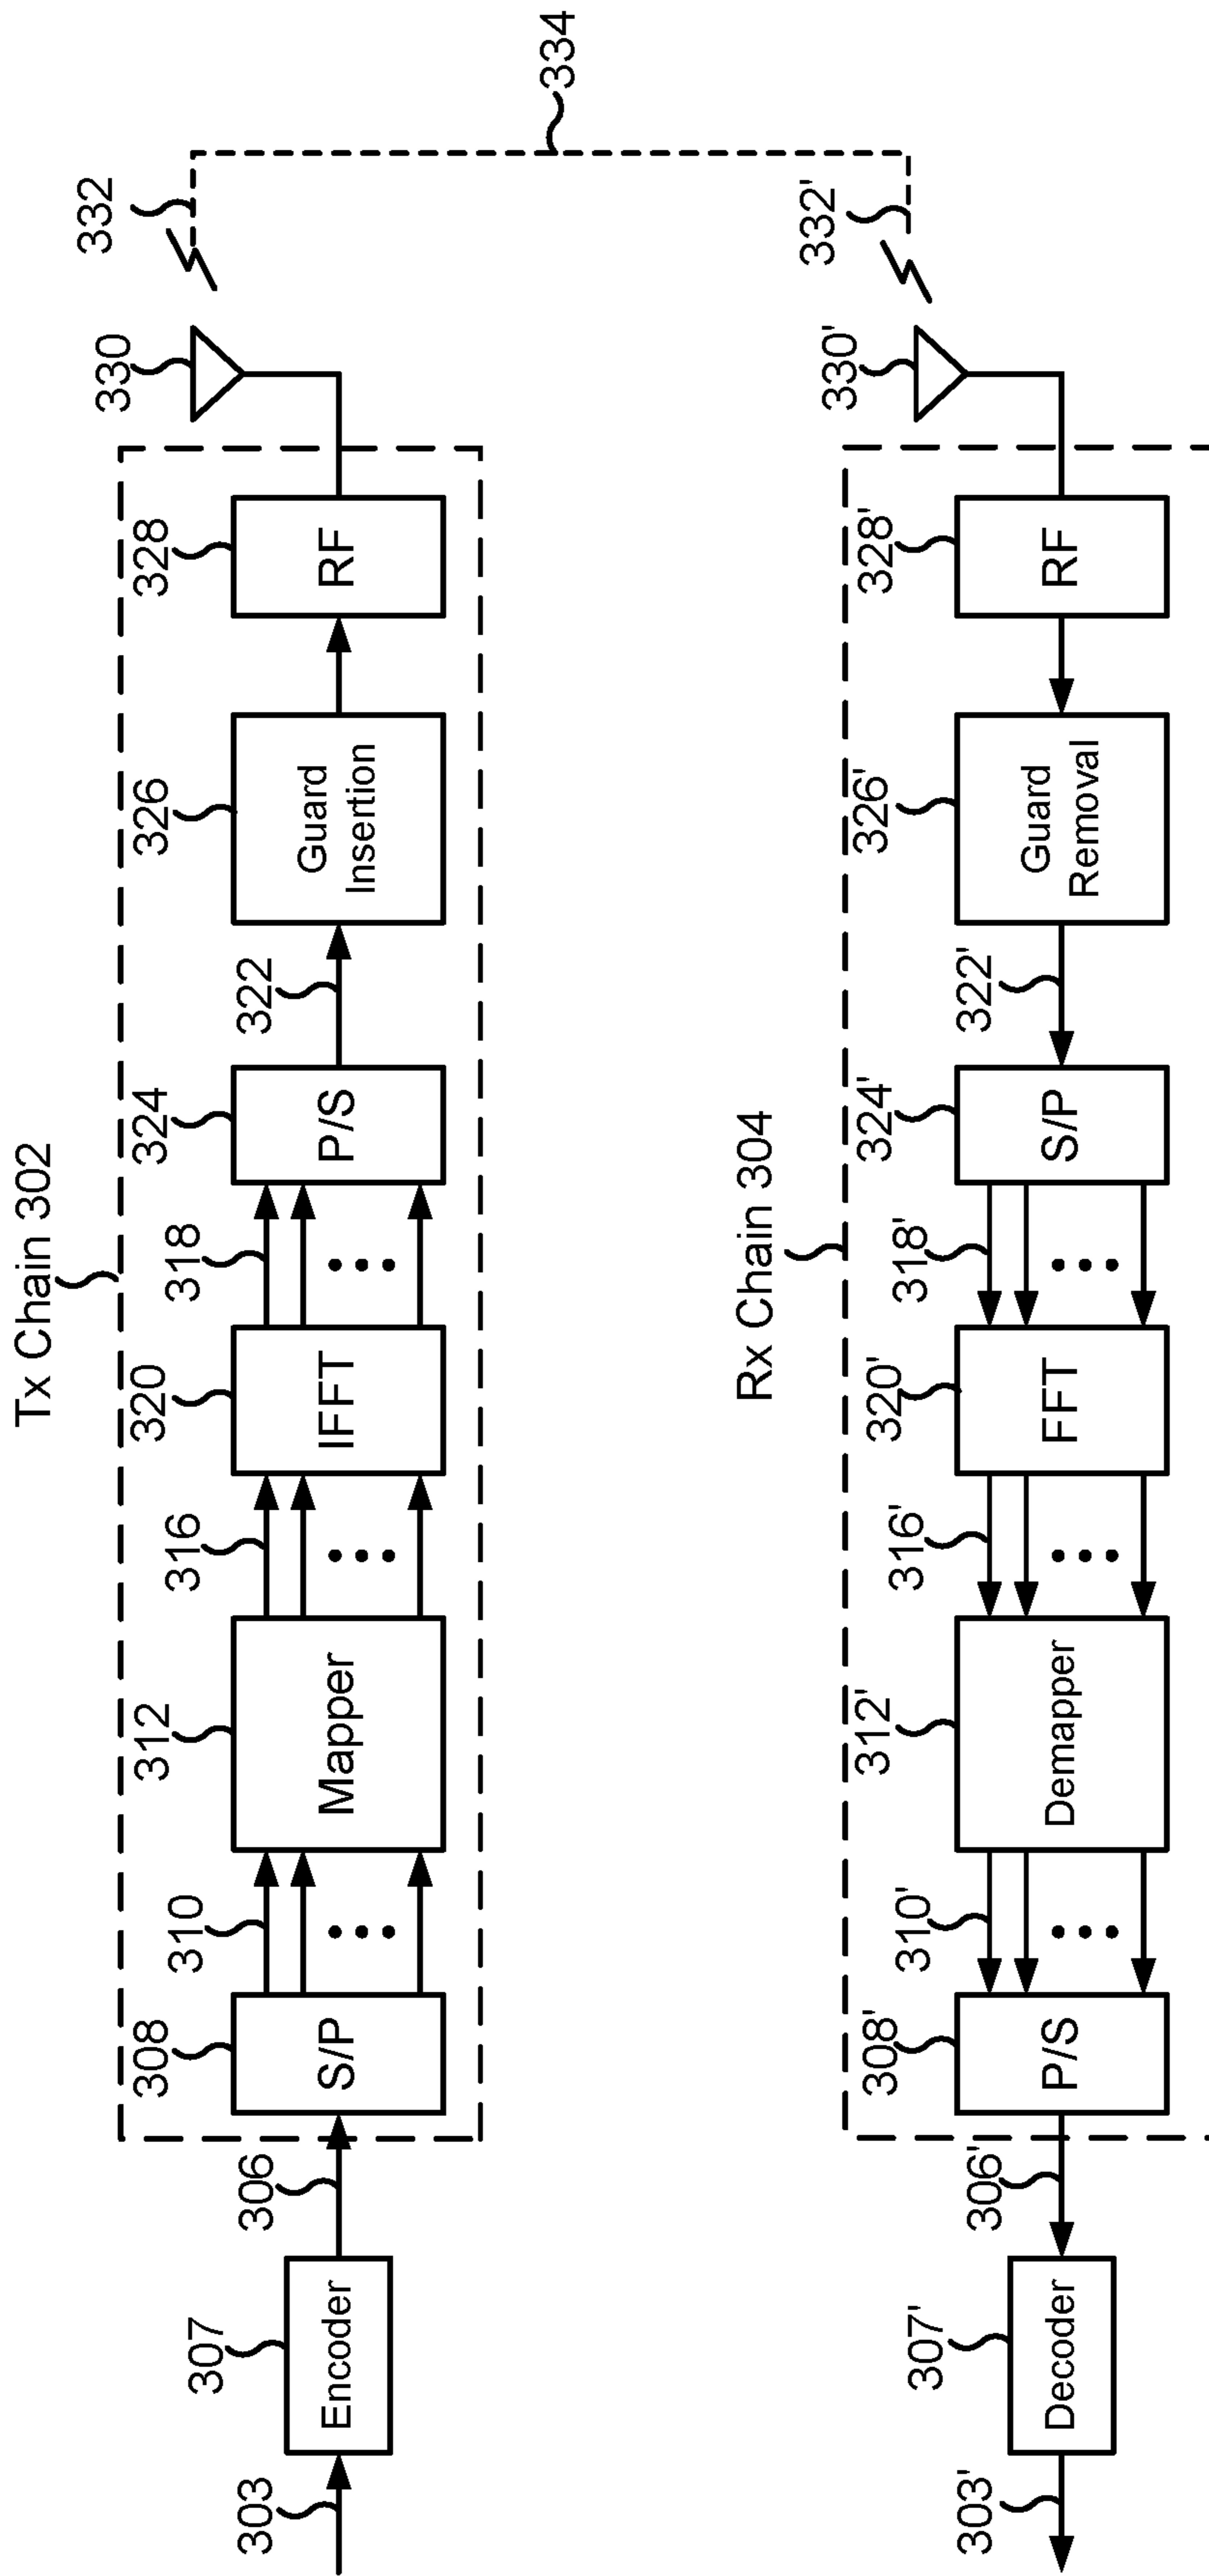 Tx Chain 302
303
307
Encoder
306
308
S/P
310
312
Mapper
316
320
IFFT
318
324
P/S
322
326
Guard
Insertion
328
RF
330
332
334
Rx Chain 304
303'
307'
Decoder
306'
308'
P/S
310'
312'
Demapper
316'
320'
FFT
318'
324'
S/P
322'
326'
Guard
Removal
328'
RF
330'
332'